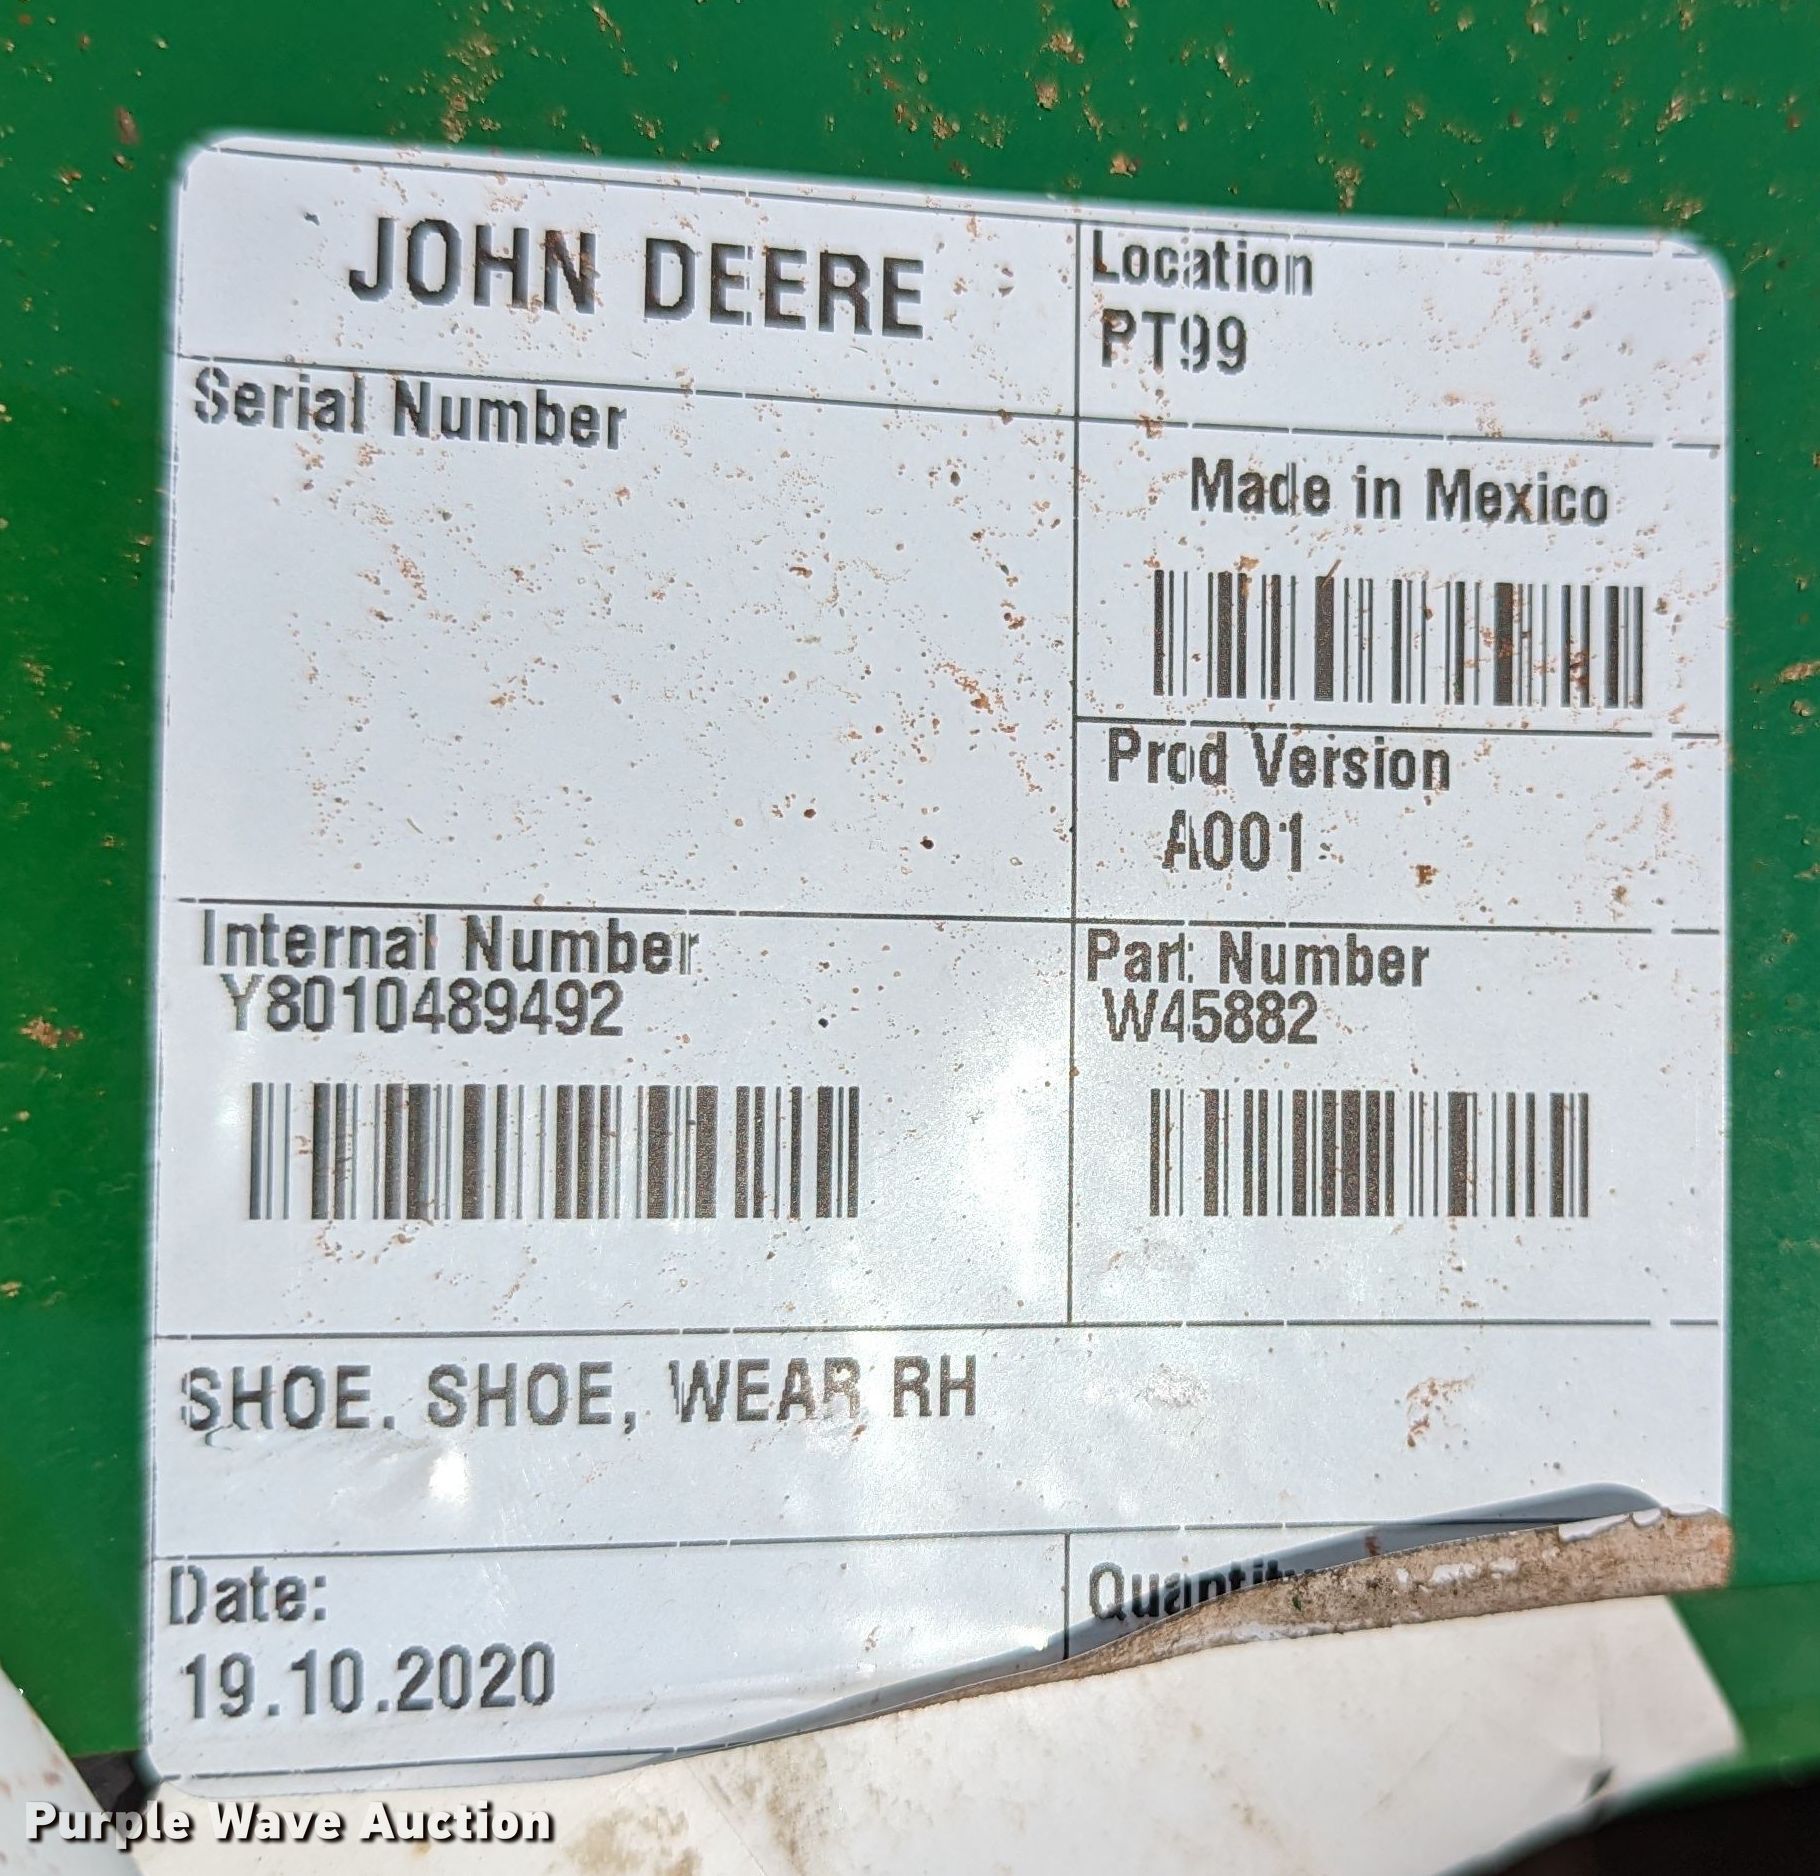 JOHN DEERE
Location
PT99
Serial Number
Made in Mexico
Prod Version
A001
Internal Number
Y8010489492
Part Number
W45882
SHOE. SHOE, WEAR RH
Date:
19.10.2020
Quantity
Purple Wave Auction